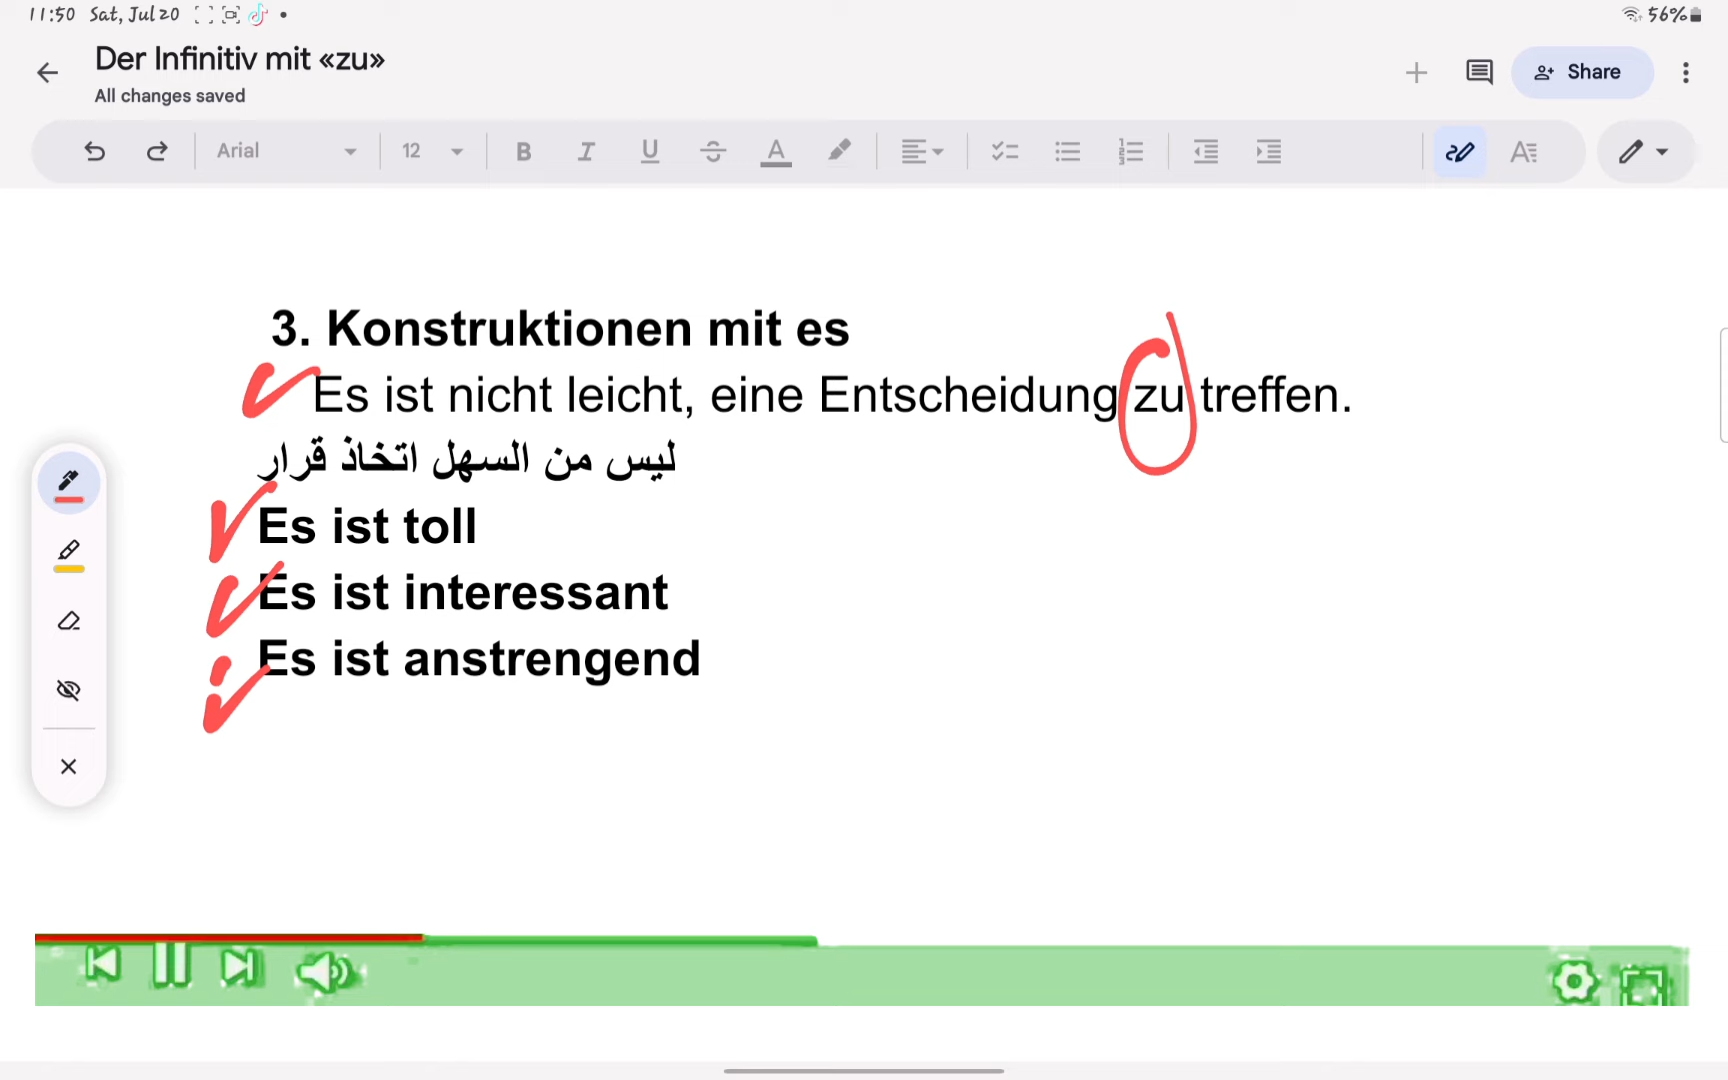 11:50 Sat, Jul 20
56%
Der Infinitiv mit «zu»
All changes saved
Share
Arial
12
3. Konstruktionen mit es
Es ist nicht leicht, eine Entscheidung zu treffen.
ليس من السهل اتخاذ قرار
Es ist toll
Es ist interessant
Es ist anstrengend